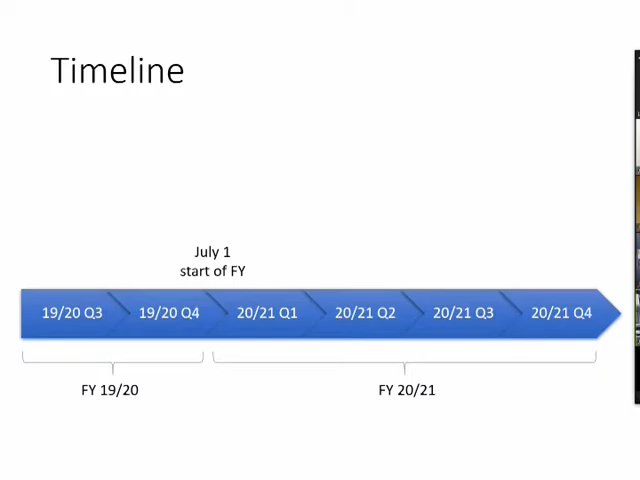 Timeline
July 1
start of FY
19/20 Q3
19/20 Q4
20/21 Q1
20/21 Q2
20/21 Q3
20/21 Q4
FY 19/20
FY 20/21